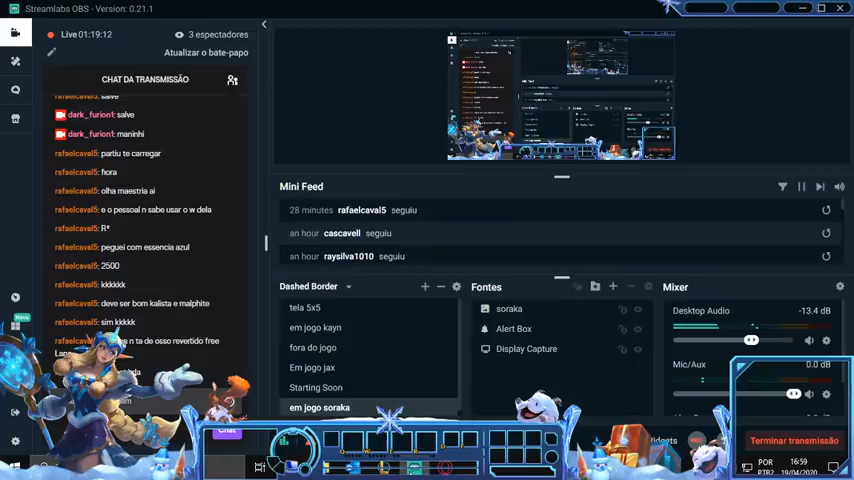 Streamlabs OBS - Version: 0.21.1
Live 01:19:12
3 espectadores
Atualizar o bate-papo
CHAT DA TRANSMISSÃO
rafaelcaval5: salve
dark_furionf: salve
dark_furionf: maninhi
rafaelcaval5: partiu te carregar
rafaelcaval5: fiora
rafaelcaval5: olha maestria ai
rafaelcaval5: e o pessoal n sabe usar o w dela
rafaelcaval5: R*
rafaelcaval5: peguei com essencia azul
rafaelcaval5: 2500
rafaelcaval5: kkkkkk
rafaelcaval5: deve ser bom kalista e malphite
rafaelcaval5: sim kkkk
n ta de osso revertido free
Chat
Mini Feed
28 minutes rafaelcaval5 seguiu
an hour cascavell seguiu
an hour raysilva1010 seguiu
Dashed Border
tela 5x5
em jogo kayn
fora do jogo
Em jogo jax
Starting Soon
em jogo soraka
Fontes
soraka
Alert Box
Display Capture
Mixer
Desktop Audio
-13.4 dB
Mic/Aux
0.0 dB
Novo
Q W E R D
Terminar transmissão
POR
PTB2
16:59
19/04/2020